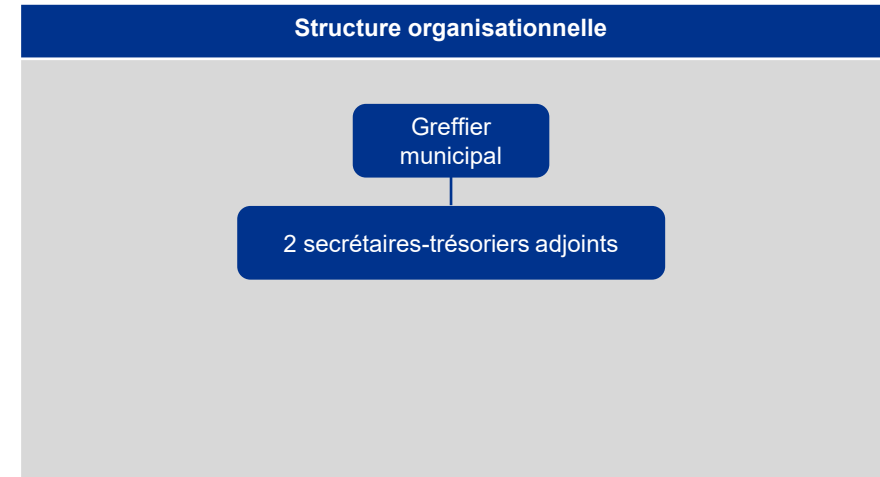 Structure organisationnelle
Greffier
municipal
2 secrétaires-trésoriers adjoints